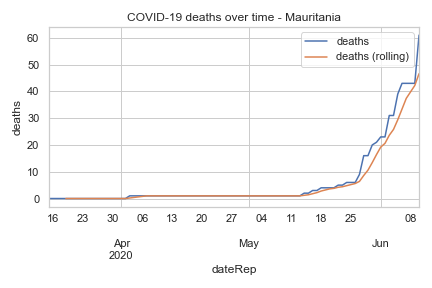 COVID-19 deaths over time - Mauritania
deaths
deaths (rolling)
60
50
40
30
20
10
0
deaths
16 23 30 06 13 20 27 04 11 18 25 08
Apr May Jun
2020
dateRep